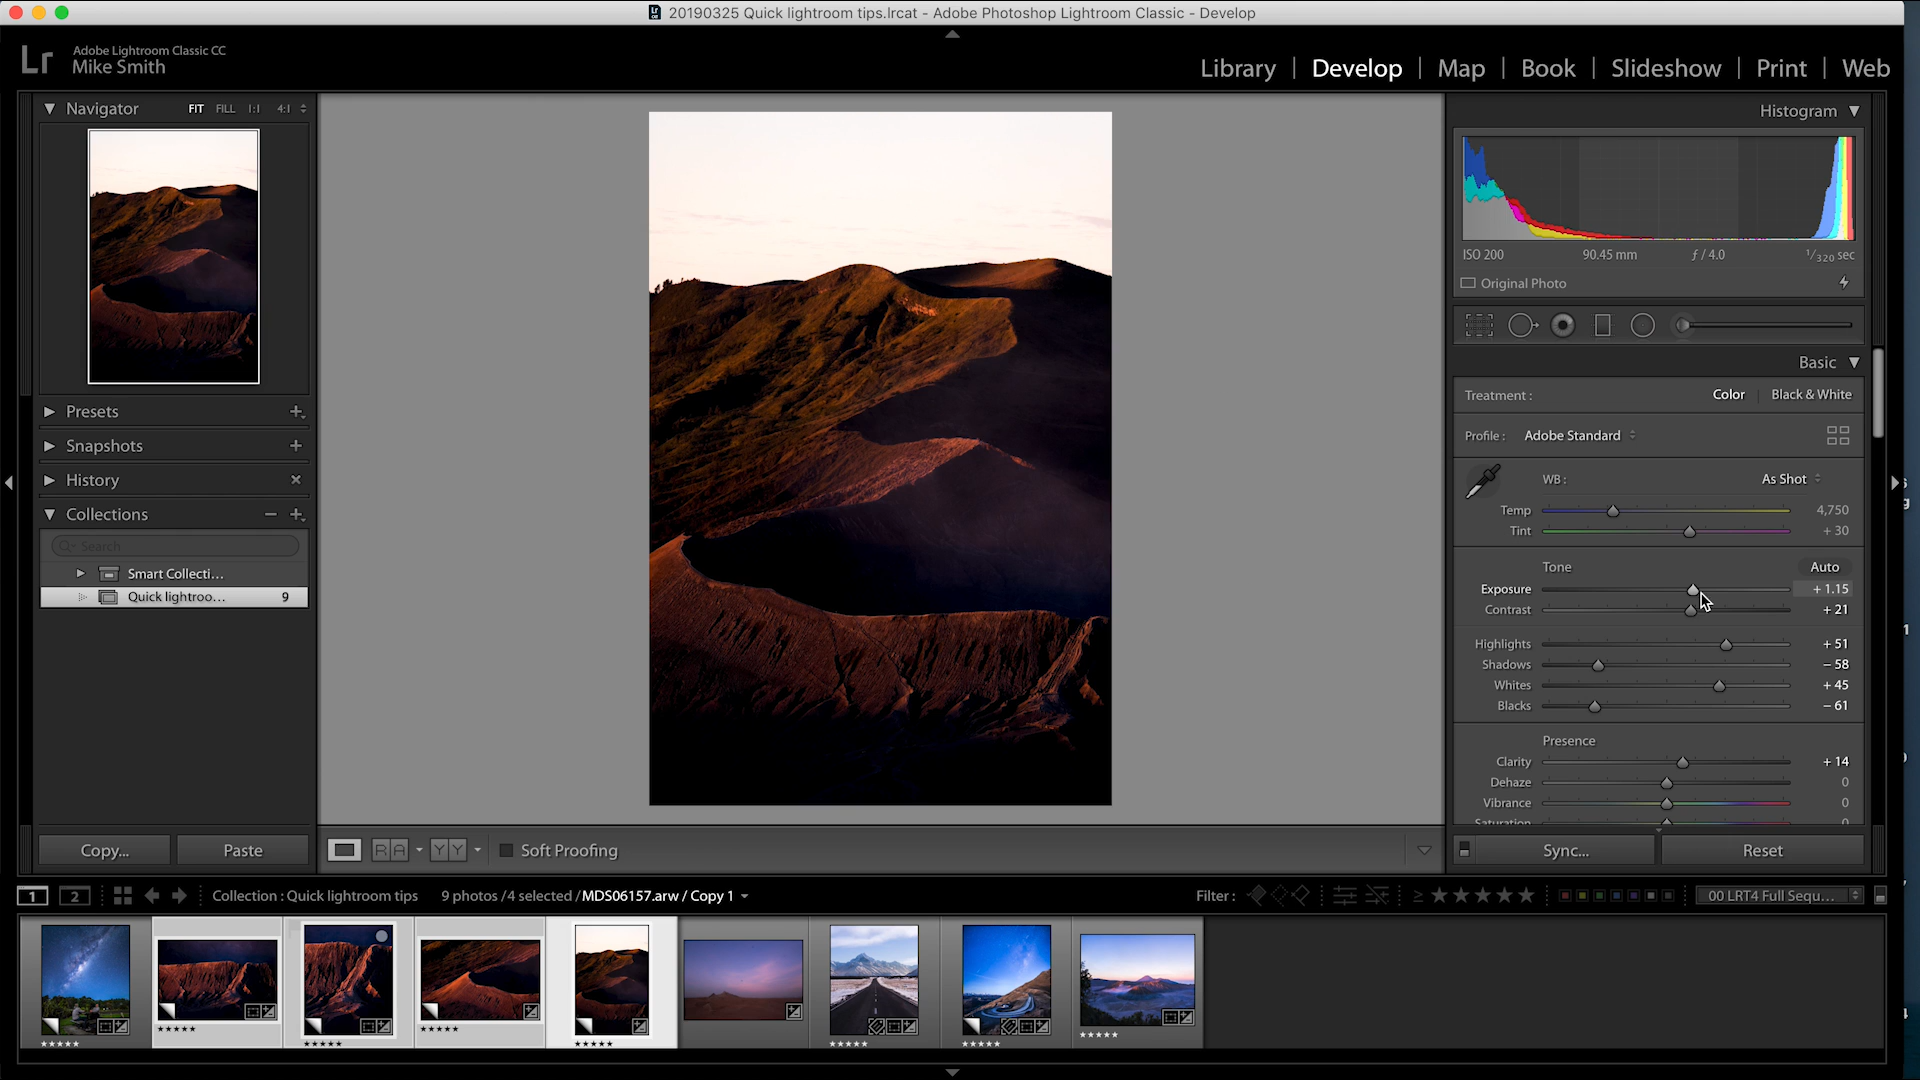 20190325 Quick lightroom tips.lrcat - Adobe Photoshop Lightroom Classic - Develop
Lr
Adobe Lightroom Classic CC
Mike Smith
Library | Develop | Map | Book | Slideshow | Print | Web
Navigator FIT FILL 1:1 4:1
Presets
Snapshots
History
Collections
Search
Smart Collecti...
Quick lightroo... 9
Copy... Paste
Soft Proofing
Histogram
ISO 200 90.45 mm ƒ / 4.0 1/320 sec
Original Photo
Basic
Treatment : Color Black & White
Profile : Adobe Standard
WB : As Shot
Temp 4,750
Tint + 30
Tone Auto
Exposure + 1.15
Contrast + 21
Highlights + 51
Shadows – 58
Whites + 45
Blacks – 61
Presence
Clarity + 14
Dehaze 0
Vibrance 0
Saturation 0
Sync... Reset
1 2 Collection : Quick lightroom tips 9 photos /4 selected /MDS06157.arw / Copy 1 Filter : ≥ ★★★★★ 00 LRT4 Full Sequ...